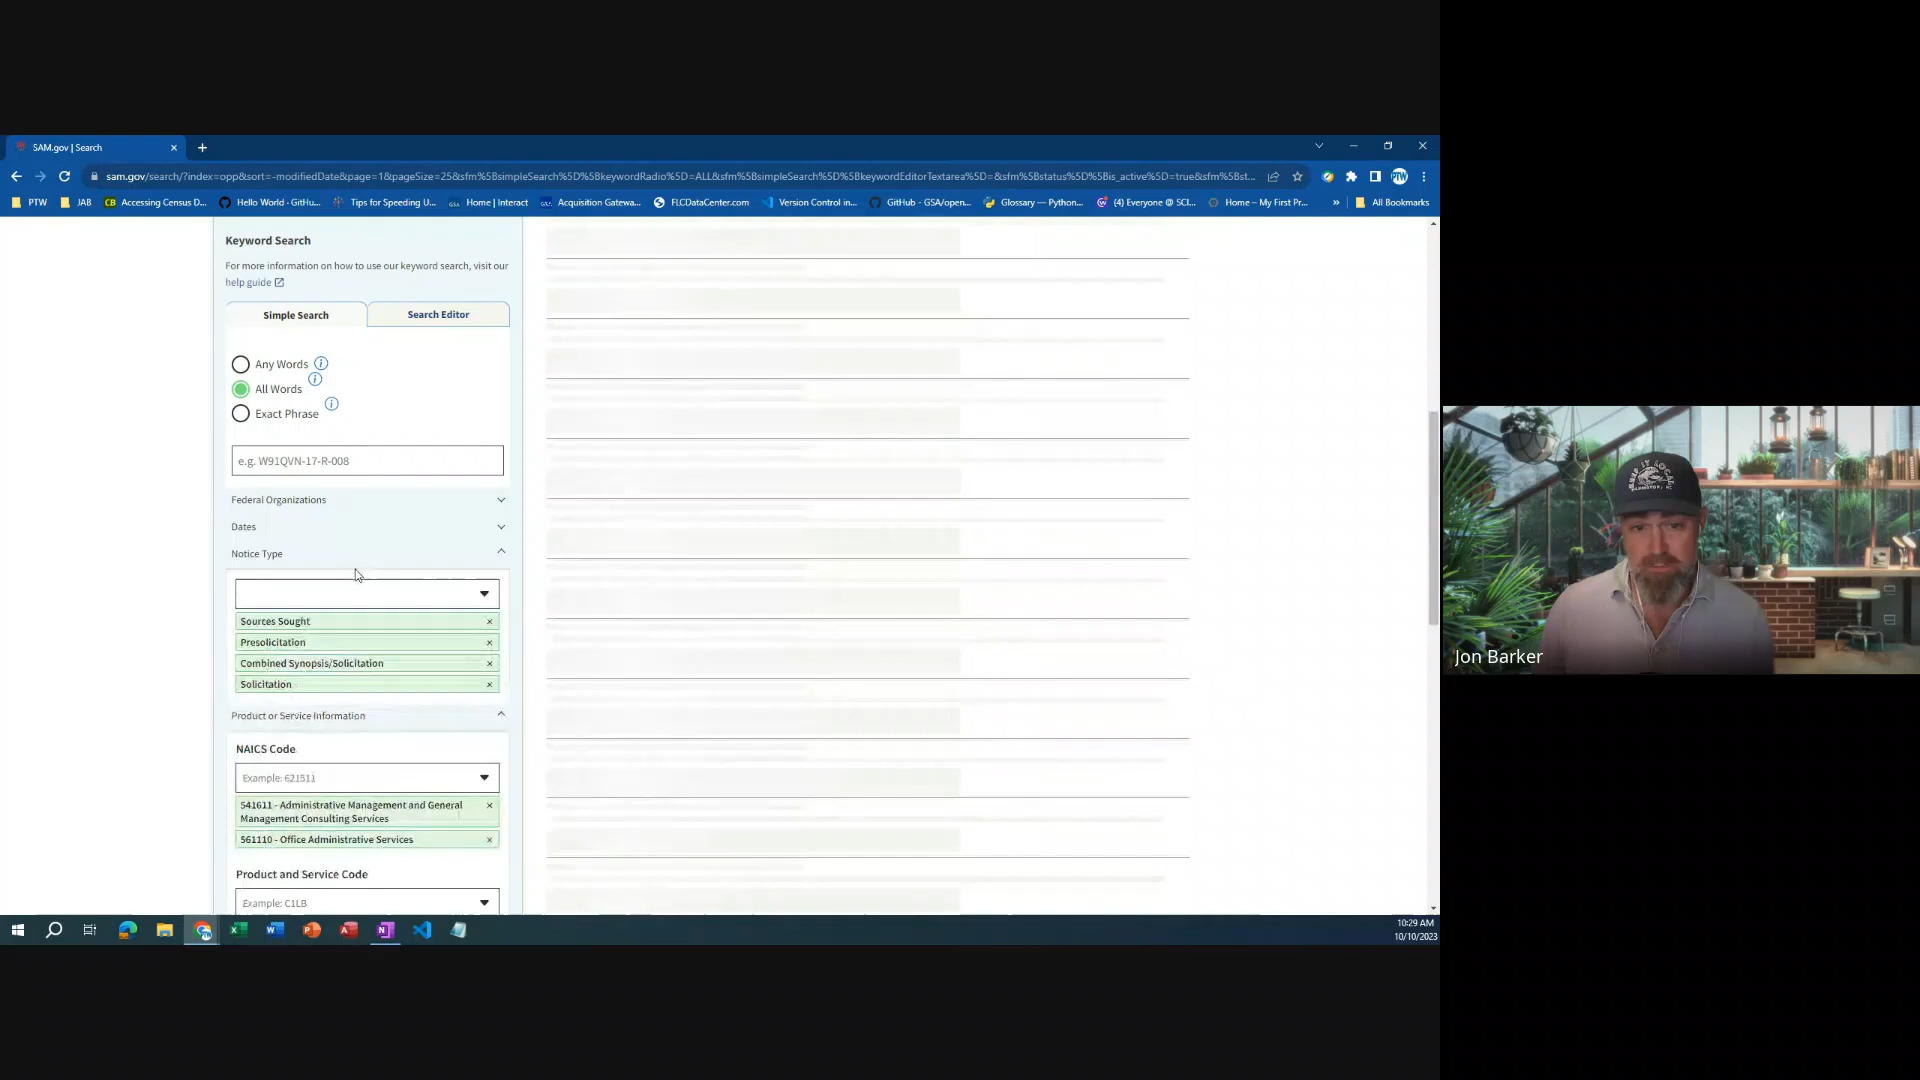 SAM.gov | Search
sam.gov/search/?index=opp&sort=-modifiedDate&page=1&pageSize=25&sfm%5BsimpleSearch%5D%5BkeywordRadio%5D=ALL&sfm%5BsimpleSearch%5D%5BkeywordEditorTextarea%5D=&sfm%5Bstatus%5D%5Bis_active%5D=true&sfm%5Bst...
PTW
PTW
JAB
Accessing Census D...
Hello World · GitHu...
Tips for Speeding U...
Home | Interact
Acquisition Gatewa...
FLCDataCenter.com
Version Control in...
GitHub - GSA/open...
Glossary — Python...
(4) Everyone @ SCI...
Home – My First Pr...
»
All Bookmarks
Keyword Search
For more information on how to use our keyword search, visit our
help guide
Simple Search
Search Editor
Any Words
All Words
Exact Phrase
e.g. W91QVN-17-R-008
Federal Organizations
Dates
Notice Type
Sources Sought
Presolicitation
Combined Synopsis/Solicitation
Solicitation
Product or Service Information
NAICS Code
Example: 621511
541611 - Administrative Management and General
Management Consulting Services
561110 - Office Administrative Services
Product and Service Code
Example: C1LB
10:29 AM
10/10/2023
KEEP IT LOCAL
Jon Barker